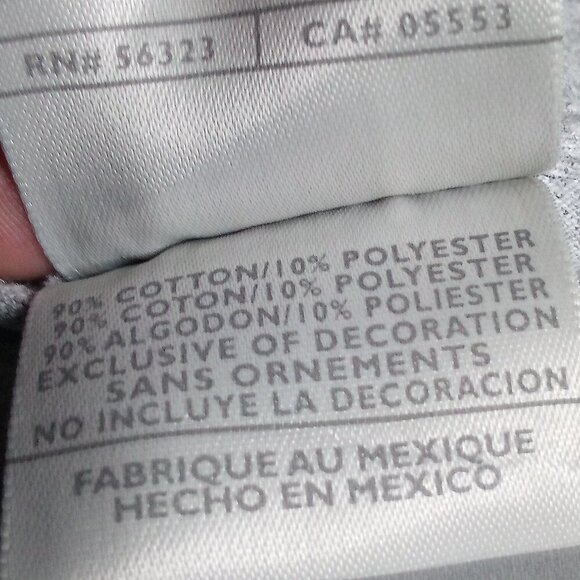 RN# 56323 CA# 05553
90% COTTON/10% POLYESTER
90% COTON/10% POLYESTER
90% ALGODON/10% POLIESTER
EXCLUSIVE OF DECORATION
SANS ORNEMENTS
NO INCLUYE LA DECORACION
FABRIQUE AU MEXIQUE
HECHO EN MEXICO